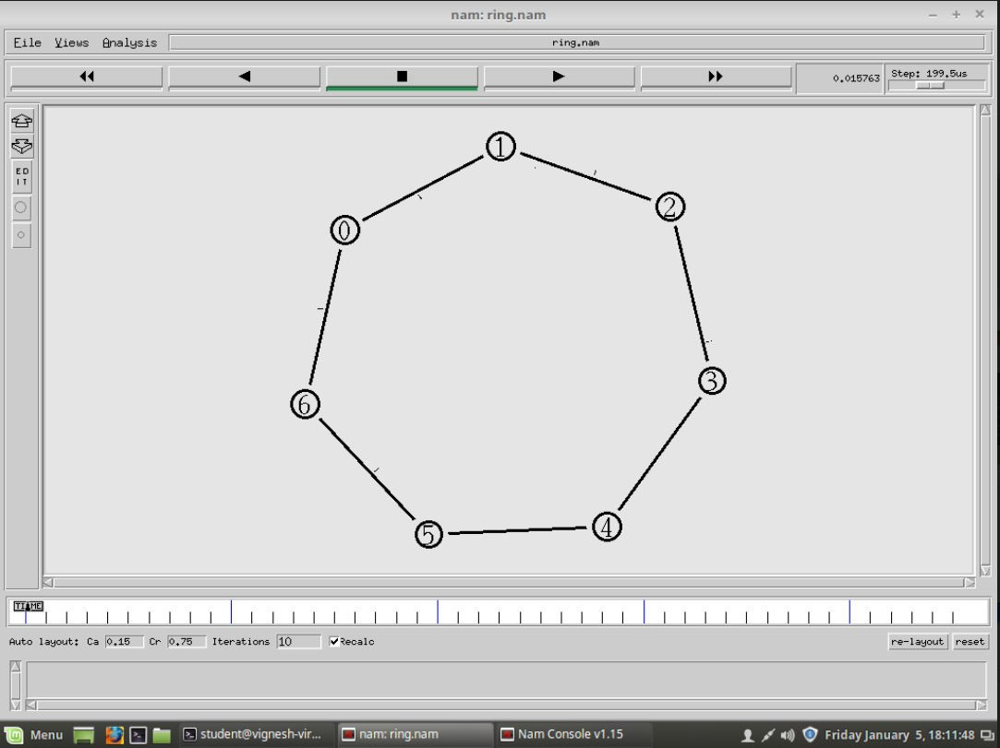 nam: ring.nam
File Views Analysis ring.nam
0.015763 Step: 199.5us
ED
IT
1
2
0
3
6
5
4
TIME
Auto layout: Ca 0.15 Cr 0.75 Iterations 10 Recalc re-layout reset
Menu student@vignesh-vir... nam: ring.nam Nam Console v1.15 Friday January 5, 18:11:48